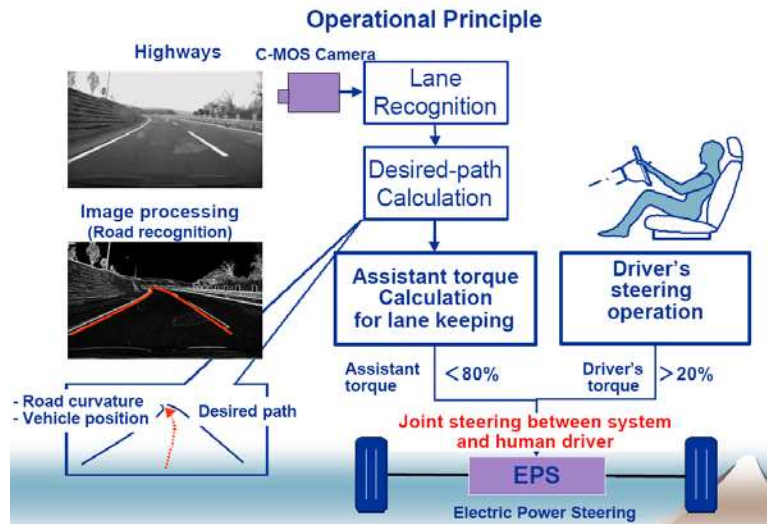 Operational Principle
Highways
C-MOS Camera
Lane
Recognition
Desired-path
Calculation
Image processing
(Road recognition)
Assistant torque
Calculation
for lane keeping
Driver's
steering
operation
Assistant
torque
<80%
Driver's
torque
>20%
- Road curvature
- Vehicle position
Desired path
Joint steering between system
and human driver
EPS
Electric Power Steering